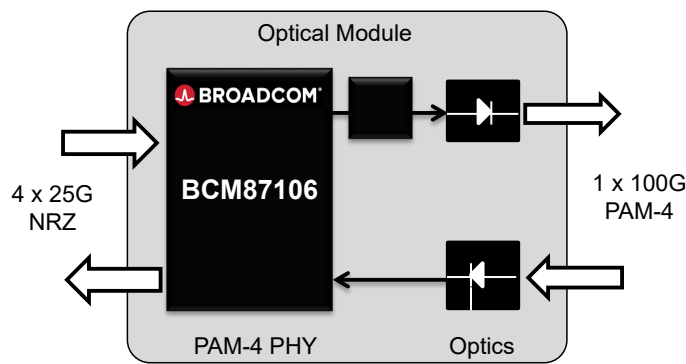 Optical Module
BROADCOM®
BCM87106
4 x 25G
NRZ
1 x 100G
PAM-4
PAM-4 PHY
Optics